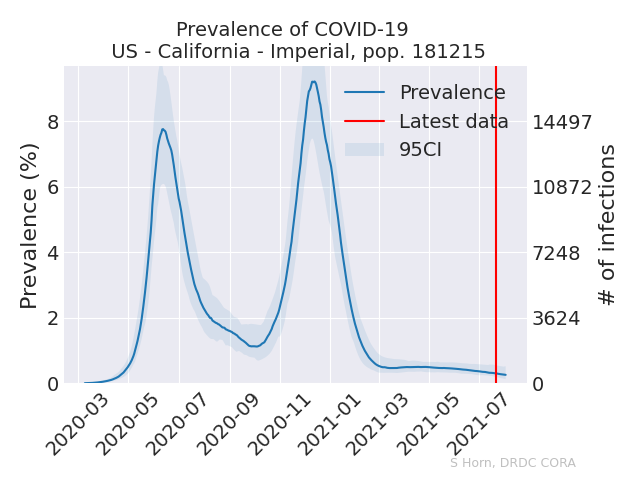 Prevalence of COVID-19
US - California - Imperial, pop. 181215
Prevalence
Latest data
95CI
Prevalence (%)
8
6
4
2
0
14497
10872
7248
3624
0
# of infections
2020-03
2020-05
2020-07
2020-09
2020-11
2021-01
2021-03
2021-05
2021-07
S Horn, DRDC CORA